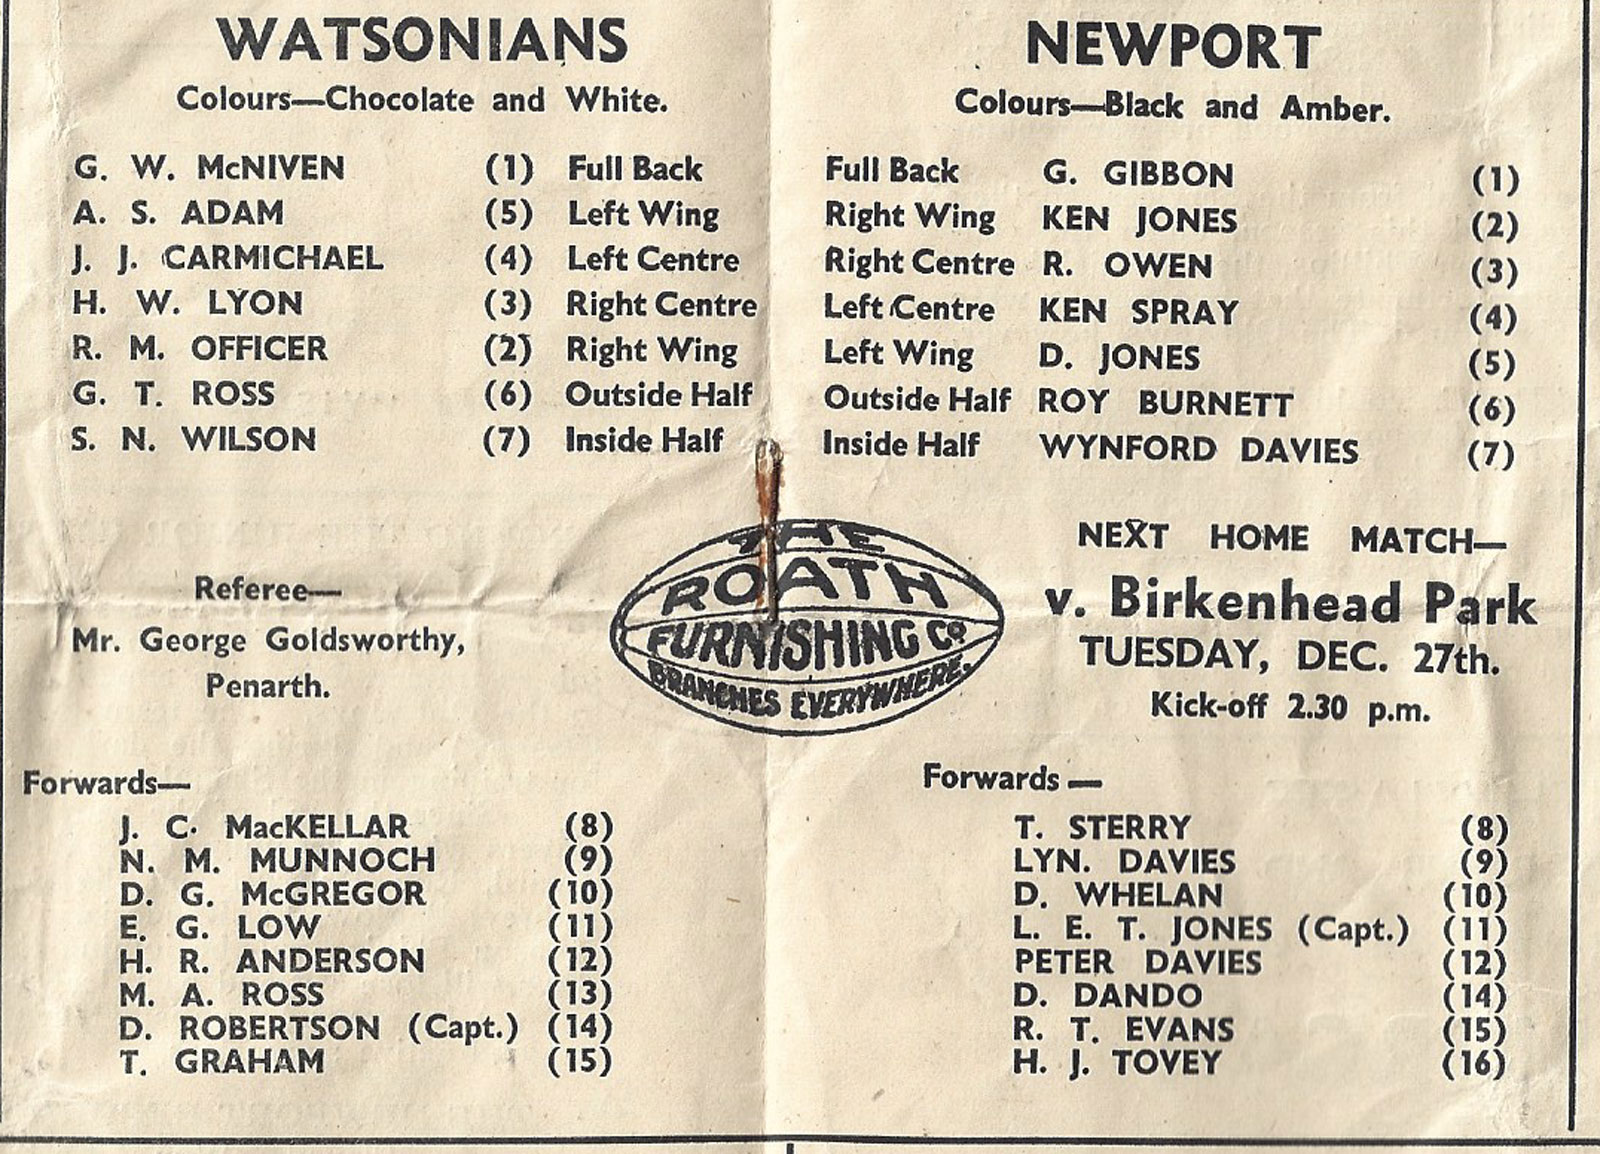 WATSONIANS
Colours—Chocolate and White.
G. W. McNIVEN (1) Full Back
A. S. ADAM (5) Left Wing
J. J. CARMICHAEL (4) Left Centre
H. W. LYON (3) Right Centre
R. M. OFFICER (2) Right Wing
G. T. ROSS (6) Outside Half
S. N. WILSON (7) Inside Half
Referee—
Mr. George Goldsworthy,
Penarth.
Forwards—
J. C. MacKELLAR (8)
N. M. MUNNOCH (9)
D. G. McGREGOR (10)
E. G. LOW (11)
H. R. ANDERSON (12)
M. A. ROSS (13)
D. ROBERTSON (Capt.) (14)
T. GRAHAM (15)
THE
ROATH
FURNISHING Co.
BRANCHES EVERYWHERE.
NEWPORT
Colours—Black and Amber.
Full Back G. GIBBON (1)
Right Wing KEN JONES (2)
Right Centre R. OWEN (3)
Left Centre KEN SPRAY (4)
Left Wing D. JONES (5)
Outside Half ROY BURNETT (6)
Inside Half WYNFORD DAVIES (7)
NEXT HOME MATCH—
v. Birkenhead Park
TUESDAY, DEC. 27th.
Kick-off 2.30 p.m.
Forwards —
T. STERRY (8)
LYN. DAVIES (9)
D. WHELAN (10)
L. E. T. JONES (Capt.) (11)
PETER DAVIES (12)
D. DANDO (14)
R. T. EVANS (15)
H. J. TOVEY (16)